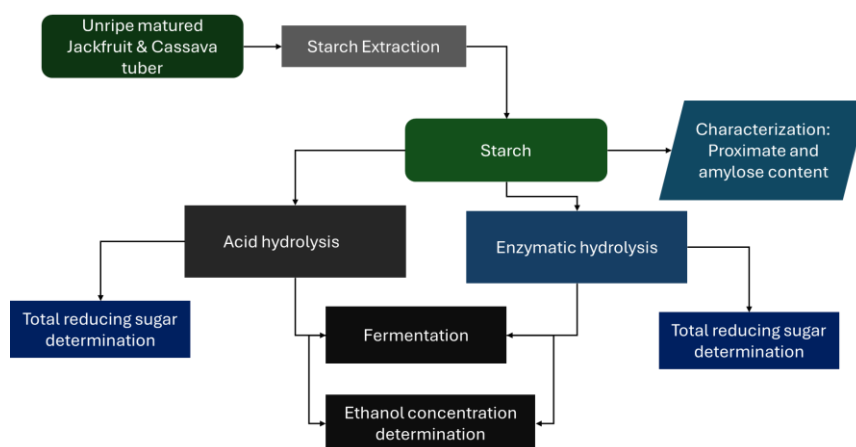 Unripe matured
Jackfruit & Cassava
tuber
Starch Extraction
Starch
Characterization:
Proximate and
amylose content
Acid hydrolysis
Enzymatic hydrolysis
Total reducing sugar
determination
Fermentation
Total reducing sugar
determination
Ethanol concentration
determination